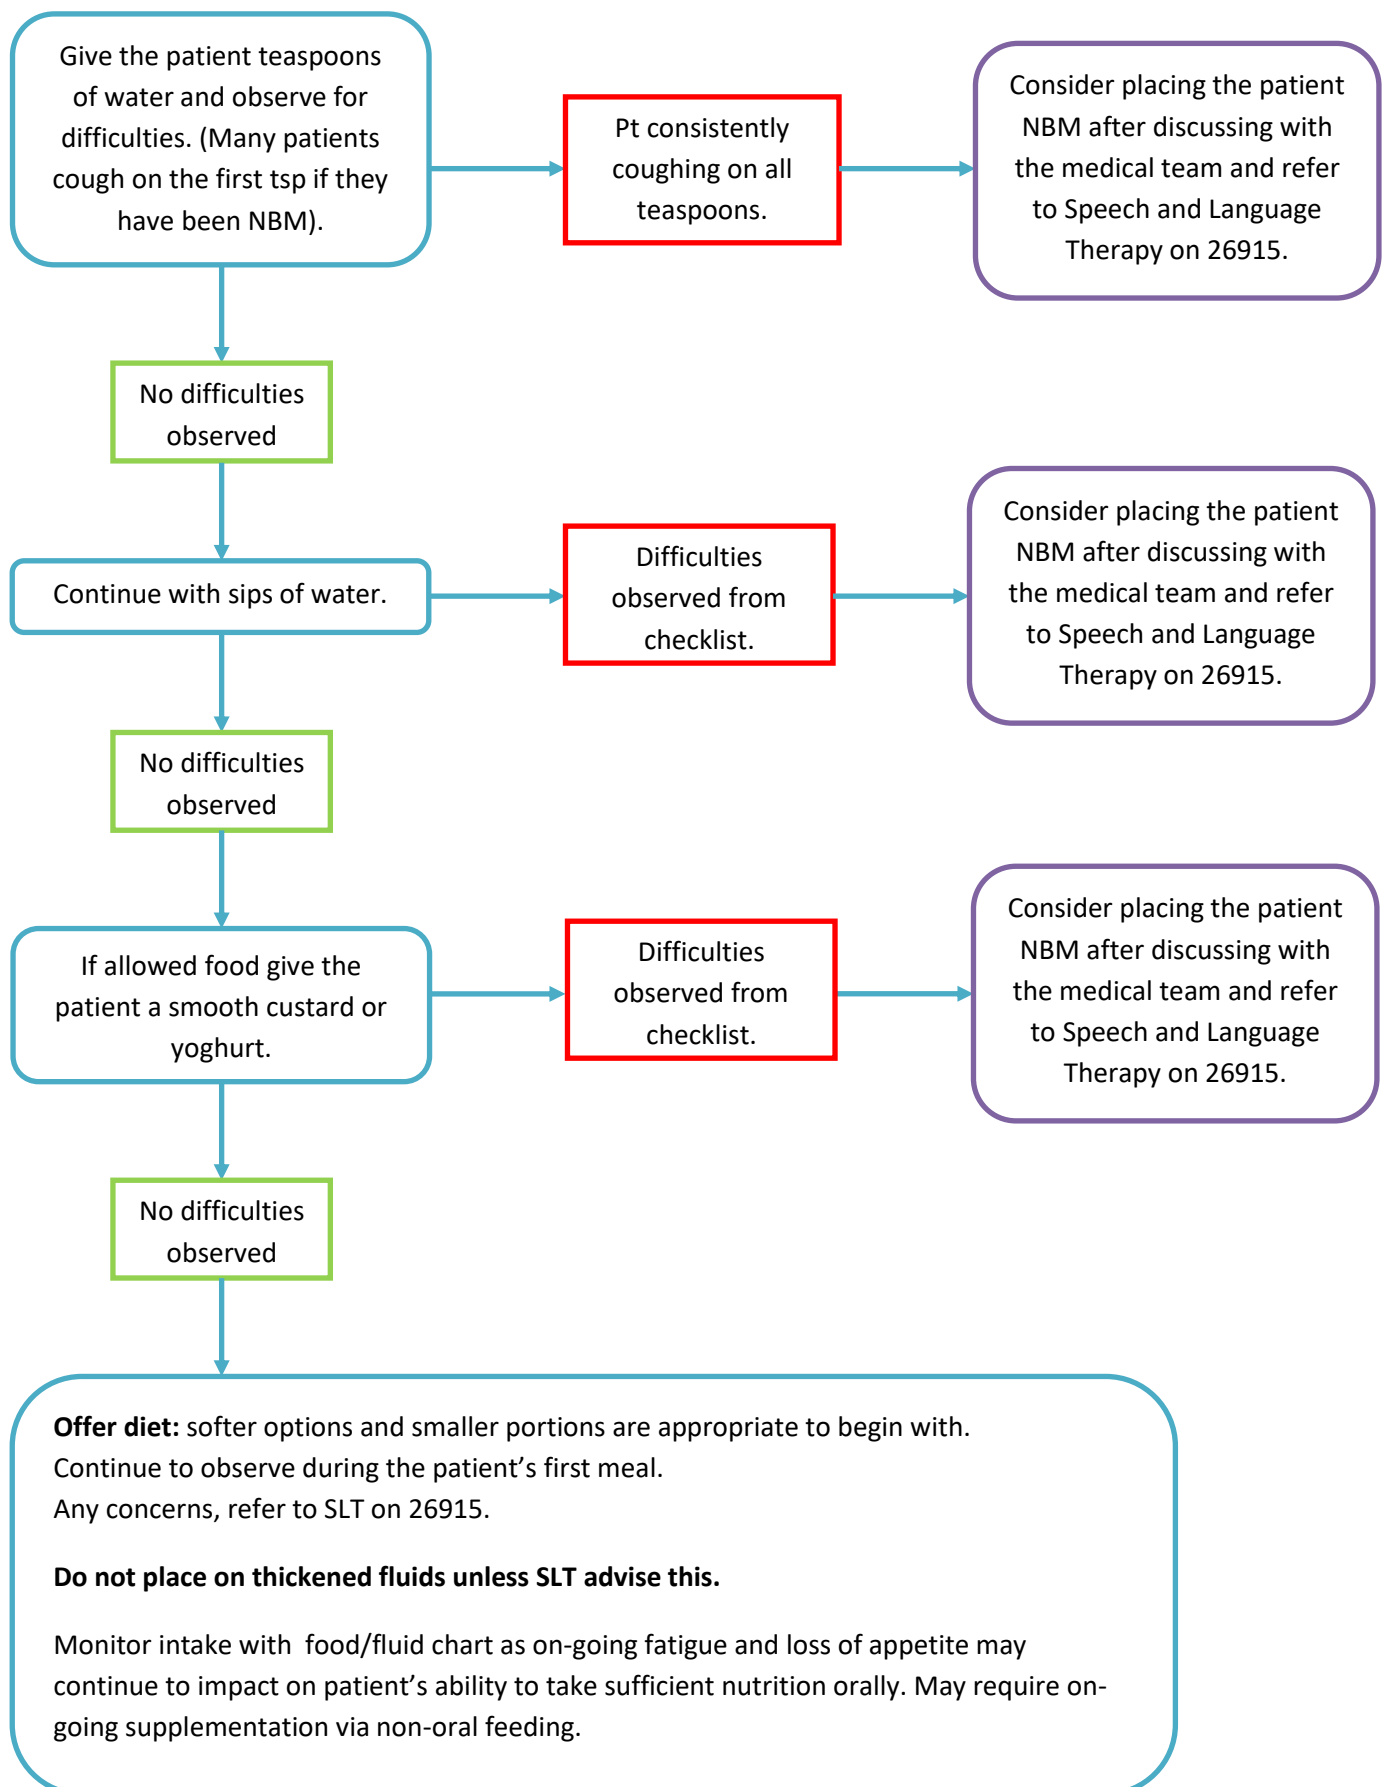 Give the patient teaspoons
of water and observe for
difficulties. (Many patients
cough on the first tsp if they
have been NBM).
Pt consistently
coughing on all
teaspoons.
Consider placing the patient
NBM after discussing with
the medical team and refer
to Speech and Language
Therapy on 26915.
No difficulties
observed
Continue with sips of water.
Difficulties
observed from
checklist.
Consider placing the patient
NBM after discussing with
the medical team and refer
to Speech and Language
Therapy on 26915.
No difficulties
observed
If allowed food give the
patient a smooth custard or
yoghurt.
Difficulties
observed from
checklist.
Consider placing the patient
NBM after discussing with
the medical team and refer
to Speech and Language
Therapy on 26915.
No difficulties
observed
Offer diet: softer options and smaller portions are appropriate to begin with.
Continue to observe during the patient’s first meal.
Any concerns, refer to SLT on 26915.
Do not place on thickened fluids unless SLT advise this.
Monitor intake with food/fluid chart as on-going fatigue and loss of appetite may
continue to impact on patient’s ability to take sufficient nutrition orally. May require on-
going supplementation via non-oral feeding.